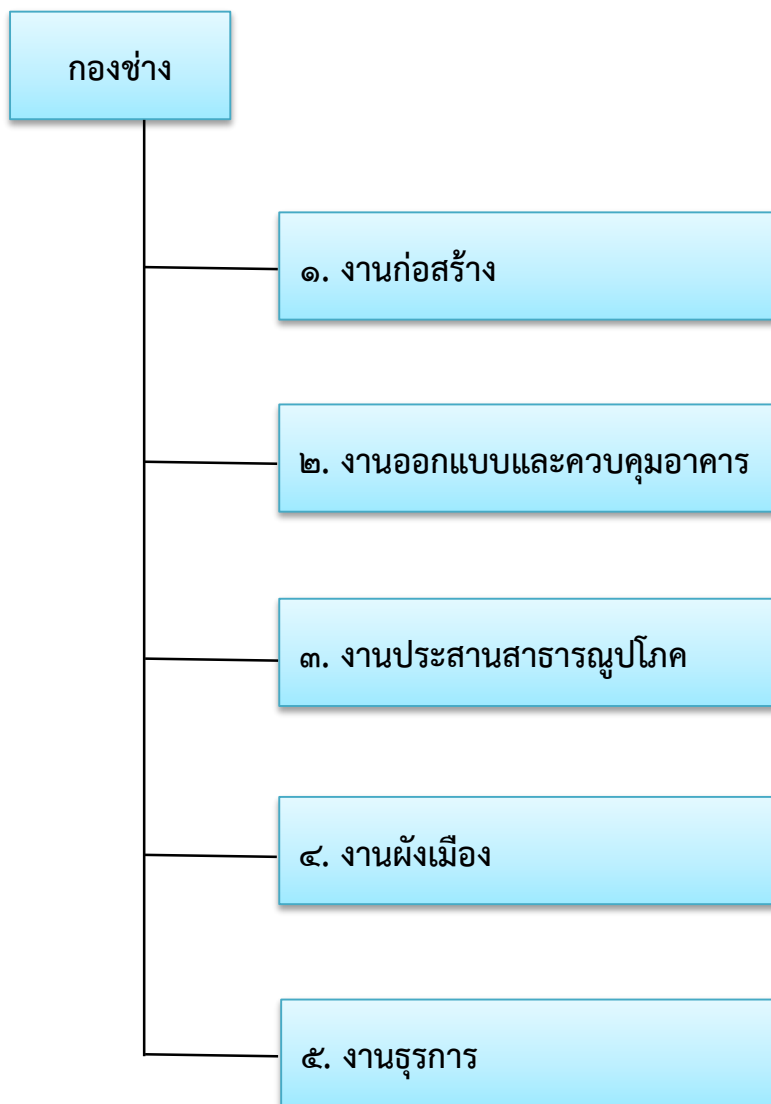 กองช่าง
๑. งานก่อสร้าง
๒. งานออกแบบและควบคุมอาคาร
๓. งานประสานสาธารณูปโภค
๔. งานผังเมือง
๕. งานธุรการ